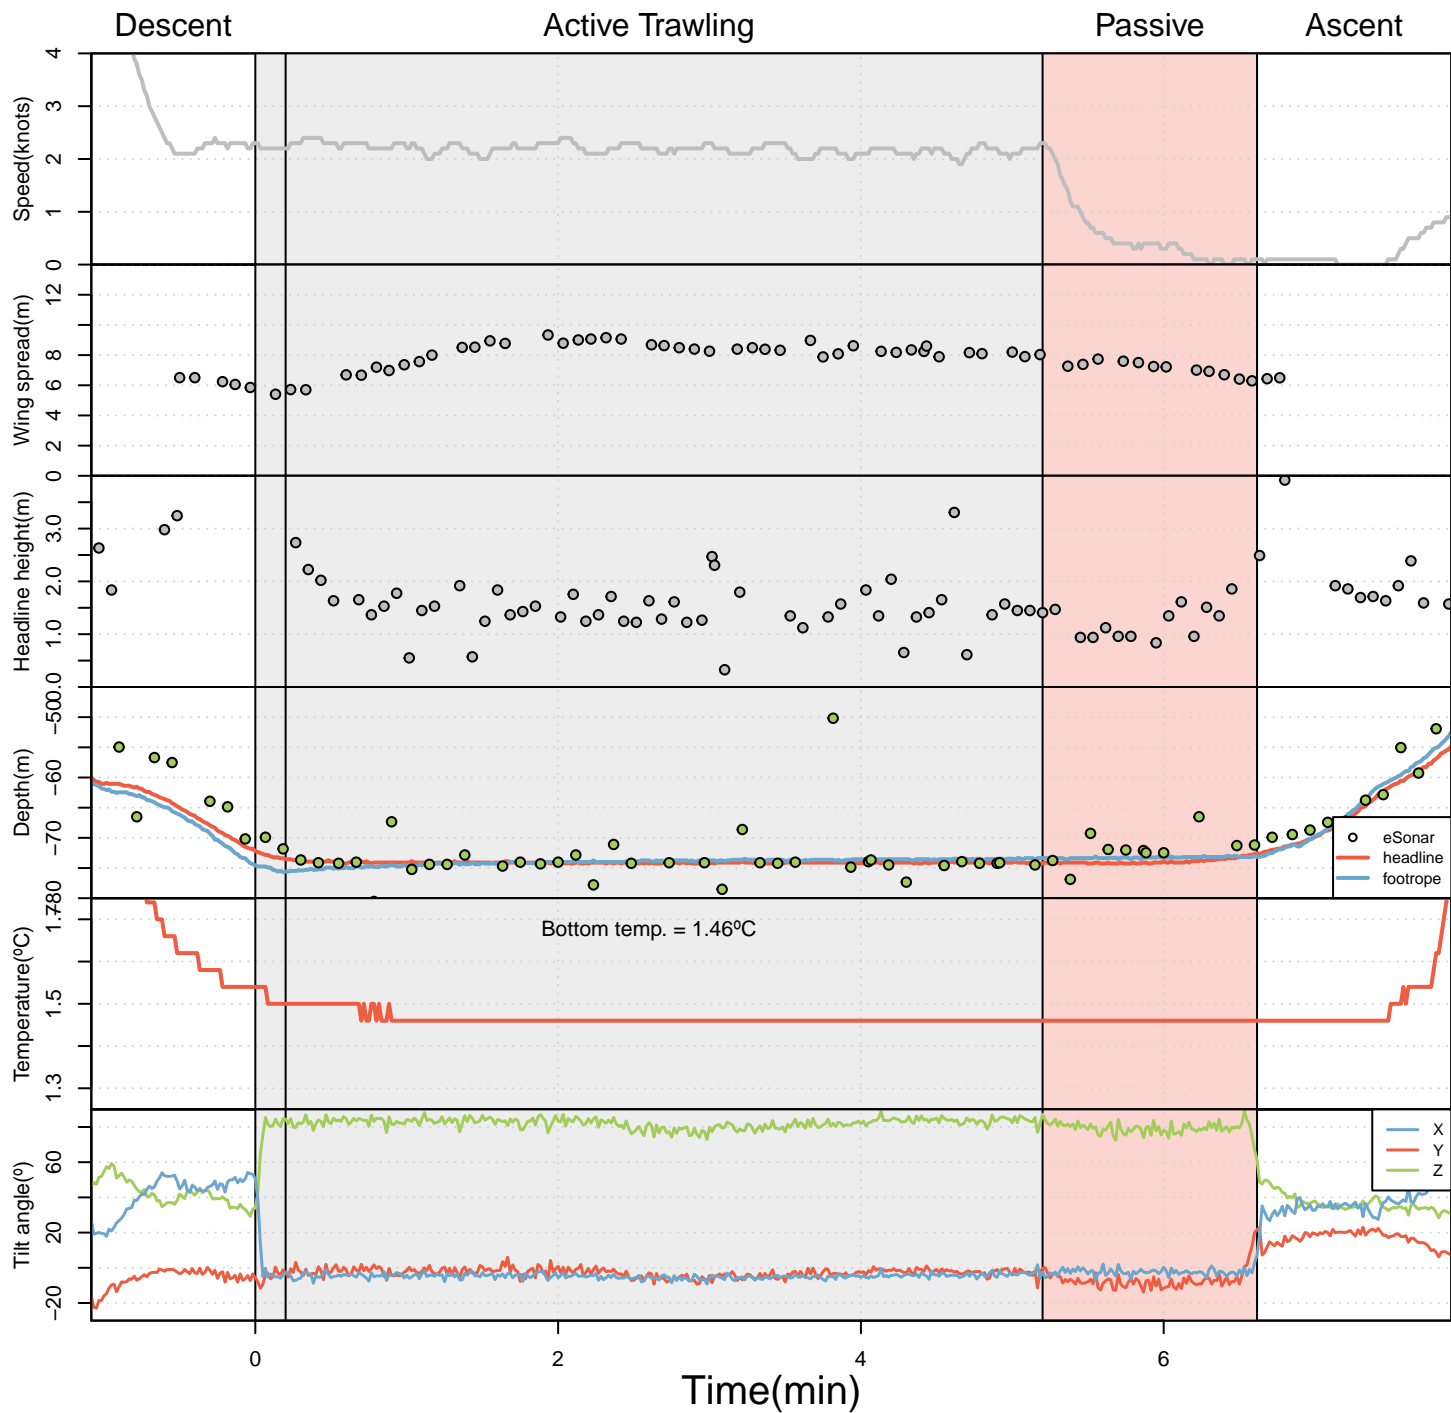 Descent Active Trawling Passive Ascent
Speed(knots)
4
3
2
1
0
Wing spread(m)
12
8
6
4
2
0
Headline height(m)
3.0
2.0
1.0
0.0
Depth(m)
−50
−60
−70
−80
eSonar
headline
footrope
Temperature(ºC)
1.7
1.5
1.3
Bottom temp. = 1.46ºC
Tilt angle(º)
60
20
−20
X
Y
Z
0 2 4 6
Time(min)